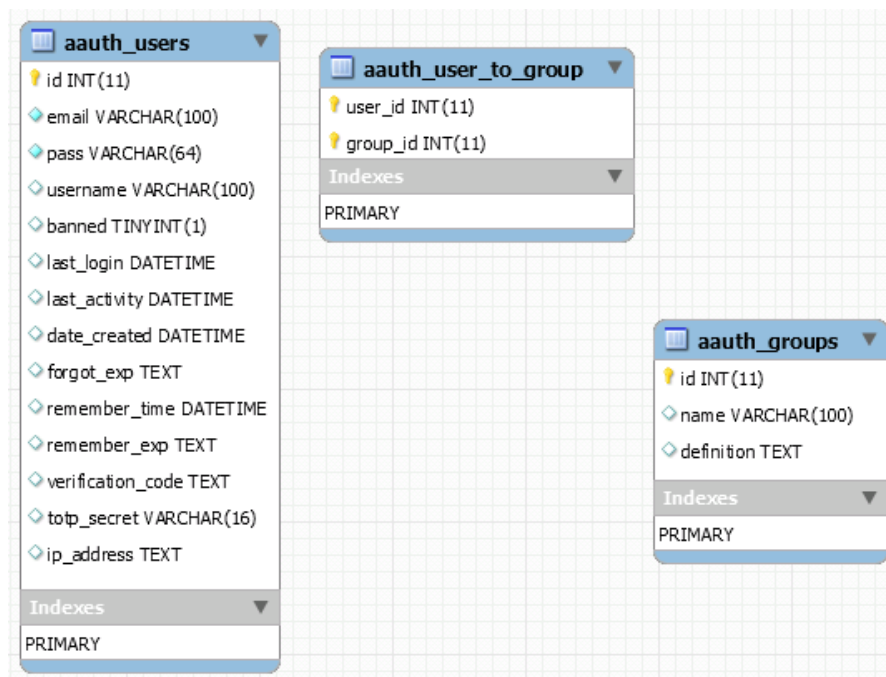 aauth_users
id INT(11)
email VARCHAR(100)
pass VARCHAR(64)
username VARCHAR(100)
banned TINYINT(1)
last_login DATETIME
last_activity DATETIME
date_created DATETIME
forgot_exp TEXT
remember_time DATETIME
remember_exp TEXT
verification_code TEXT
totp_secret VARCHAR(16)
ip_address TEXT
Indexes
PRIMARY
aauth_user_to_group
user_id INT(11)
group_id INT(11)
Indexes
PRIMARY
aauth_groups
id INT(11)
name VARCHAR(100)
definition TEXT
Indexes
PRIMARY